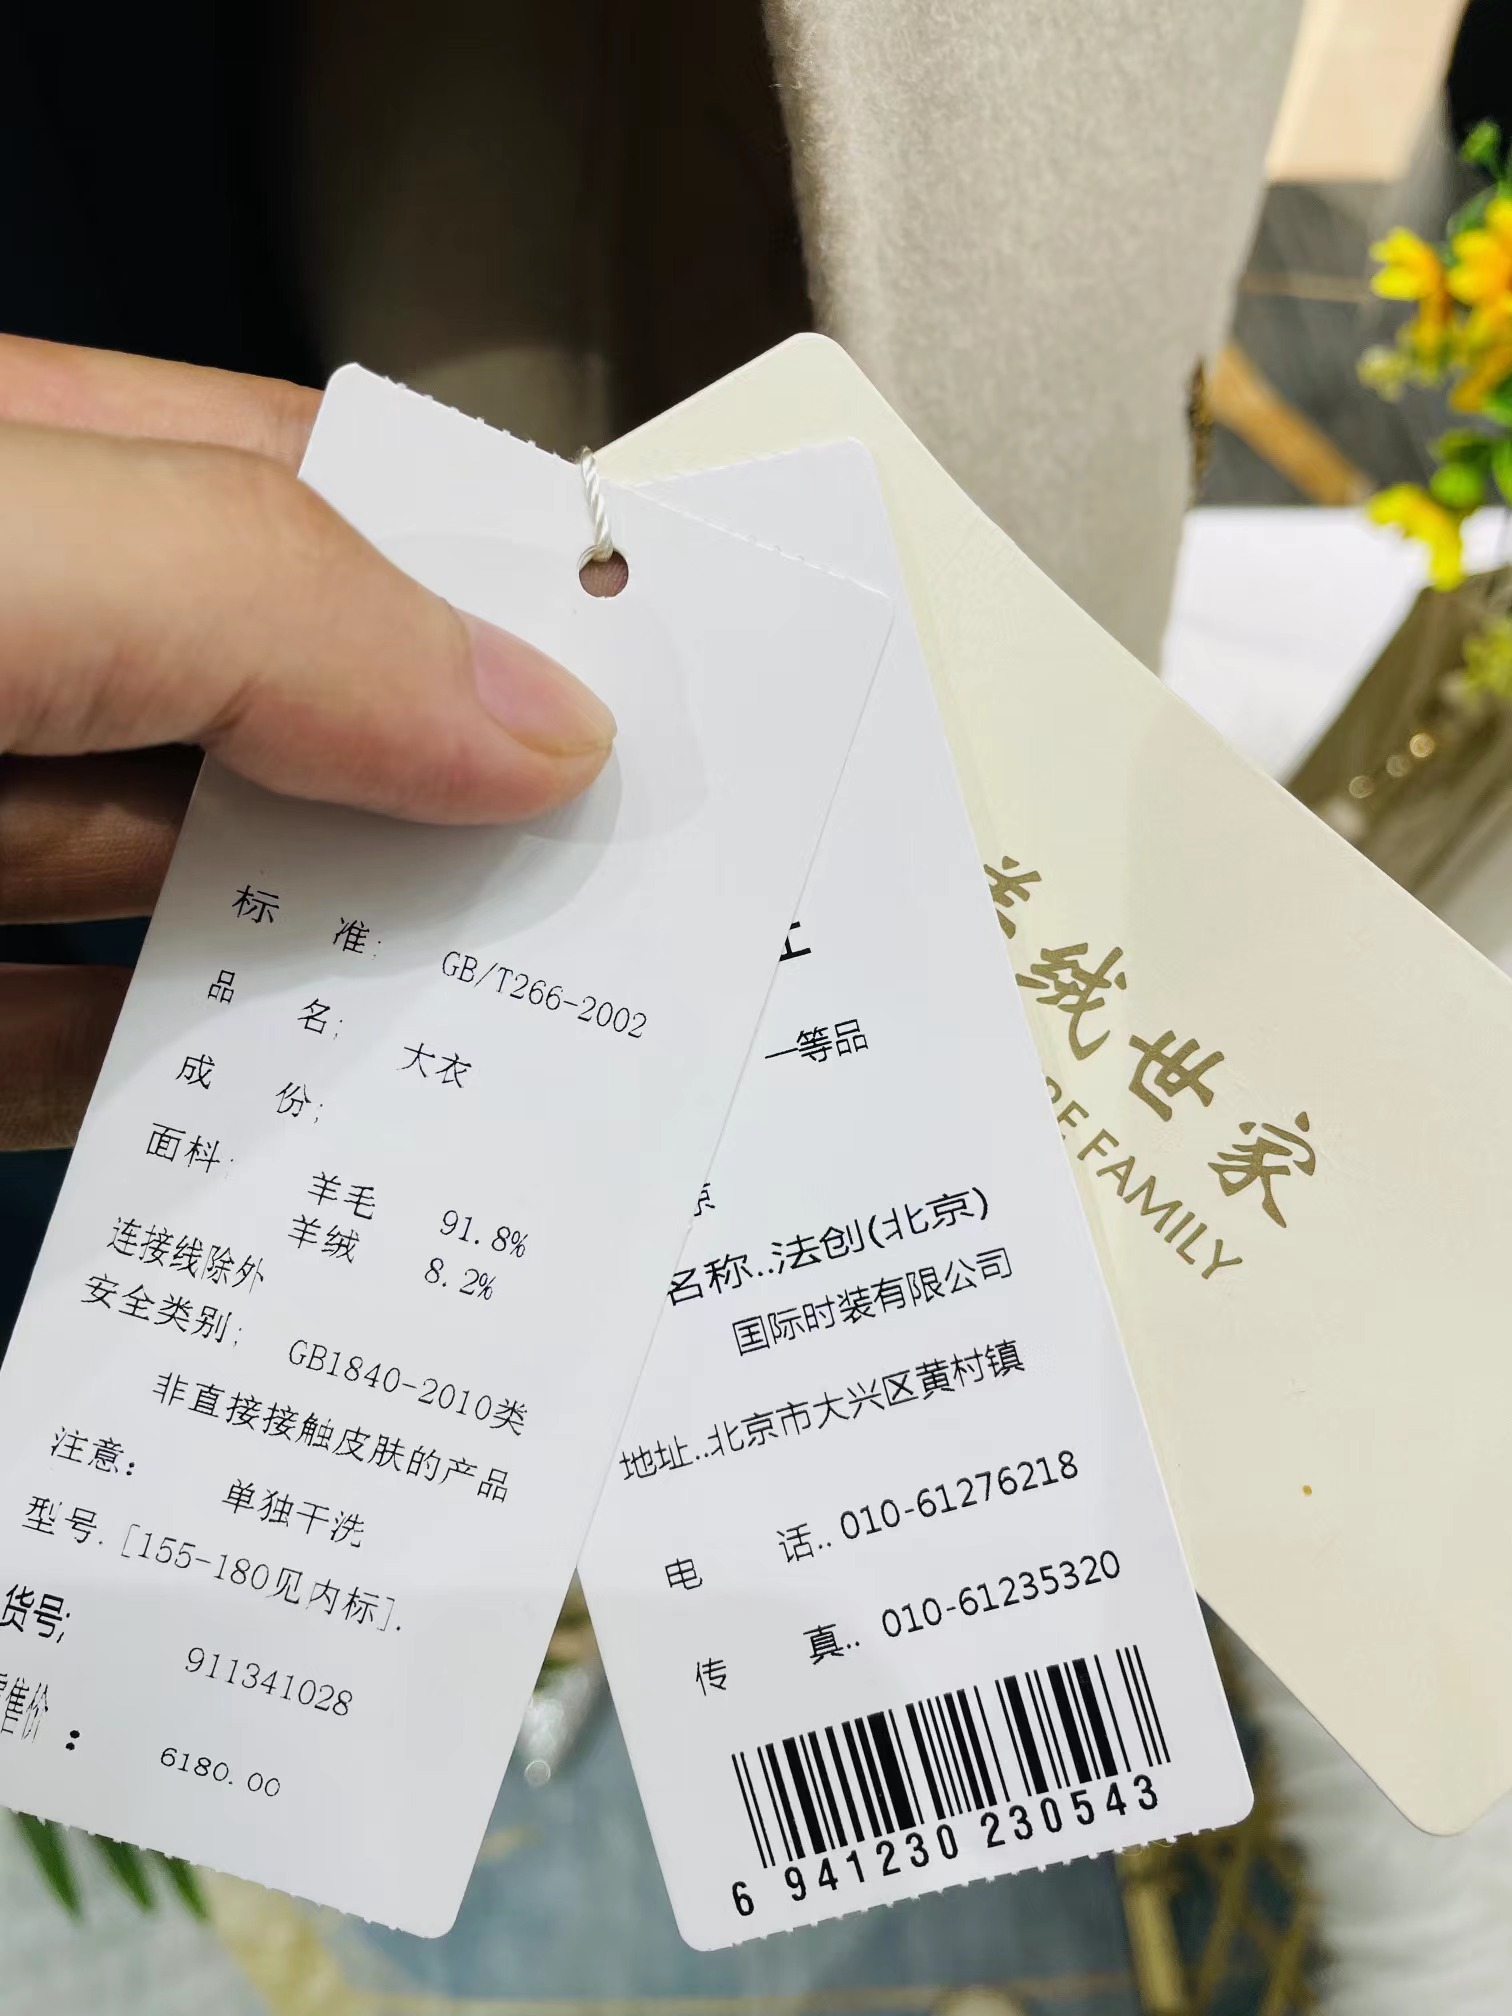 标 准: GB/T266-2002
品 名; 大衣
成 份;
面料: 羊毛 91.8%
羊绒 8.2%
连接线除外
安全类别; GB1840-2010类
非直接接触皮肤的产品
注意: 单独干洗
型号.[155-180见内标].
货号; 911341028
售价 : 6180.00
一等品
名称..法创(北京)
国际时装有限公司
地址..北京市大兴区黄村镇
电 话.. 010-61276218
传 真.. 010-61235320
6 941230 230543
绒世家
FAMILY